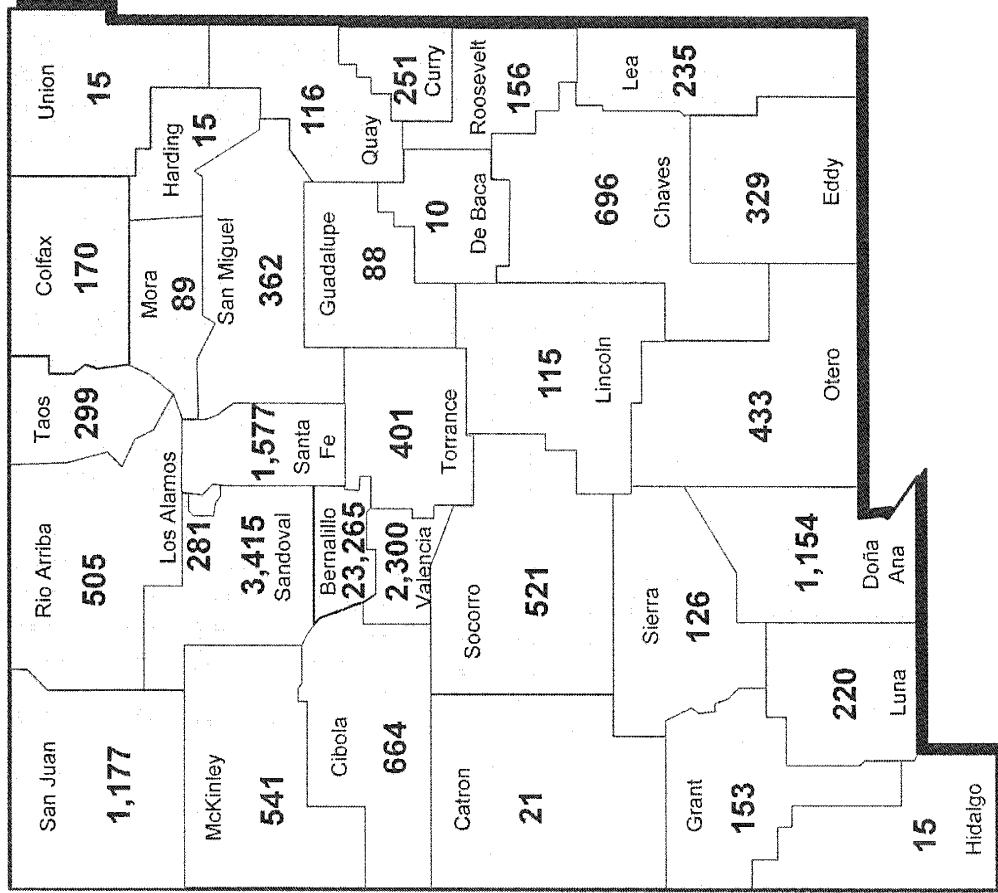 San Juan
1,177
Rio Arriba
505
Taos
299
Colfax
170
Union
15
Mora
89
Harding
15
Los Alamos
281
McKinley
541
3,415
Sandoval
1,577
Santa
Fe
San Miguel
362
116
Quay
Bernalillo
23,265
Cibola
664
2,300
Valencia
401
Torrance
Guadalupe
88
251
Curry
10
De Baca
Roosevelt
156
Catron
21
Socorro
521
115
Lincoln
696
Chaves
Lea
235
Sierra
126
Grant
153
433
Otero
329
Eddy
1,154
Doña
Ana
220
Luna
15
Hidalgo